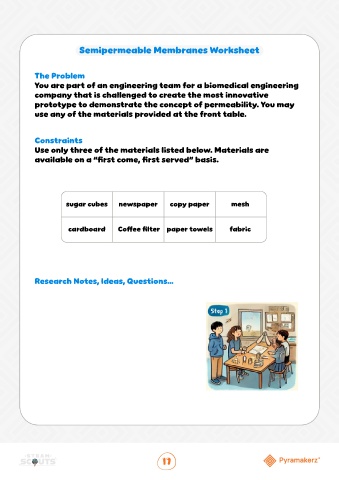 Semipermeable Membranes Worksheet
The Problem
You are part of an engineering team for a biomedical engineering
company that is challenged to create the most innovative
prototype to demonstrate the concept of permeability. You may
use any of the materials provided at the front table.
Constraints
Use only three of the materials listed below. Materials are
available on a “first come, first served” basis.
sugar cubes newspaper copy paper mesh
cardboard Coffee filter paper towels fabric
Research Notes, Ideas, Questions...
Step 1
STEAM
SCOUTS
17
Pyramakerz